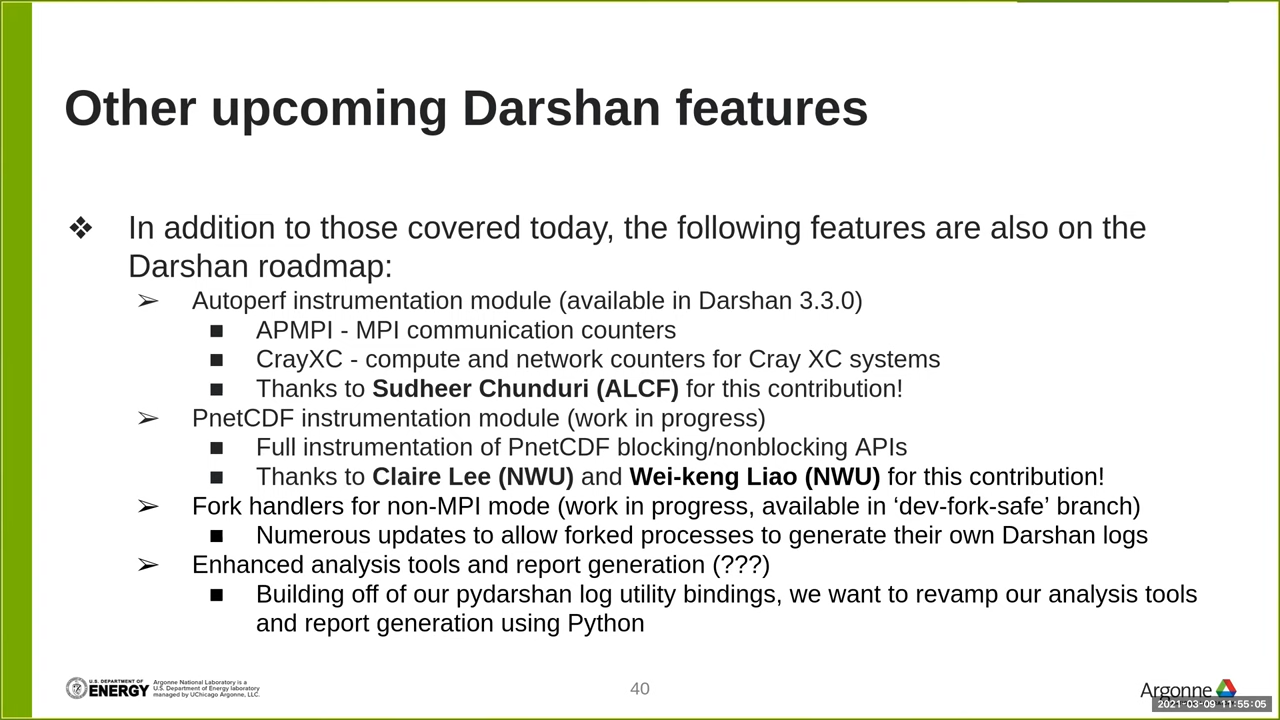 Other upcoming Darshan features
❖ In addition to those covered today, the following features are also on the
Darshan roadmap:
➢ Autoperf instrumentation module (available in Darshan 3.3.0)
■ APMPI - MPI communication counters
■ CrayXC - compute and network counters for Cray XC systems
■ Thanks to Sudheer Chunduri (ALCF) for this contribution!
➢ PnetCDF instrumentation module (work in progress)
■ Full instrumentation of PnetCDF blocking/nonblocking APIs
■ Thanks to Claire Lee (NWU) and Wei-keng Liao (NWU) for this contribution!
➢ Fork handlers for non-MPI mode (work in progress, available in ‘dev-fork-safe’ branch)
■ Numerous updates to allow forked processes to generate their own Darshan logs
➢ Enhanced analysis tools and report generation (???)
■ Building off of our pydarshan log utility bindings, we want to revamp our analysis tools
and report generation using Python
U.S. DEPARTMENT OF
ENERGY
Argonne National Laboratory is a
U.S. Department of Energy laboratory
managed by UChicago Argonne, LLC.
40
Argonne
2021-03-09 11:55:05